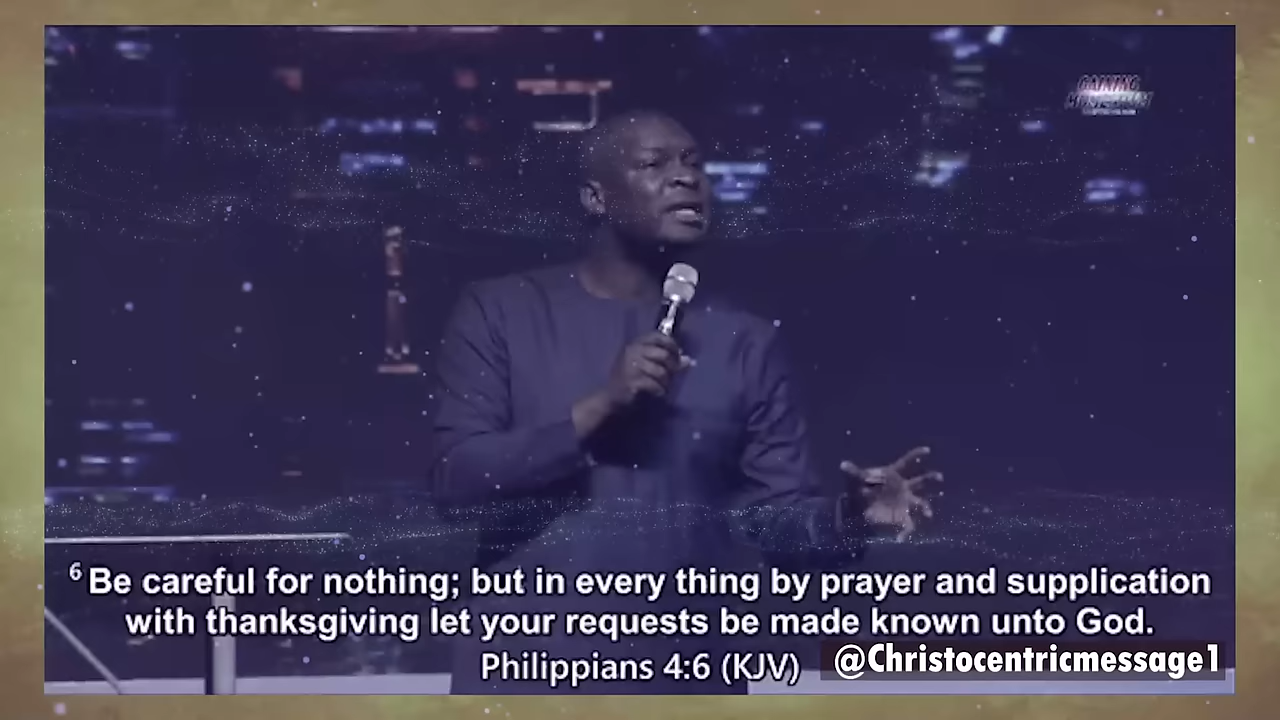 GAINING
6 Be careful for nothing; but in every thing by prayer and supplication
with thanksgiving let your requests be made known unto God.
Philippians 4:6 (KJV)
@Christocentricmessage1